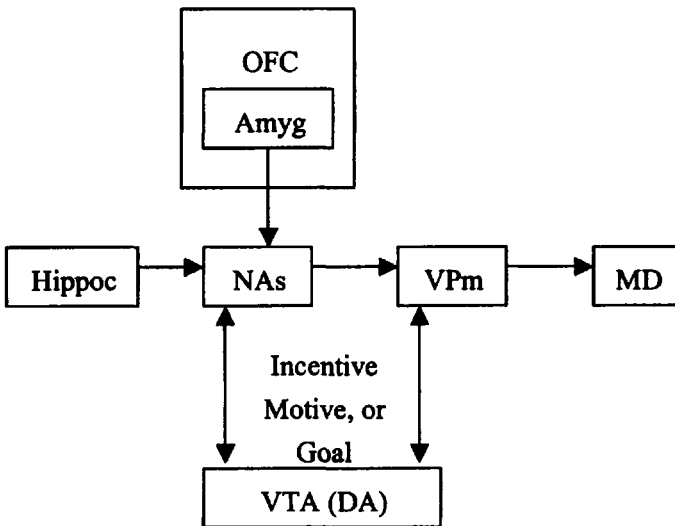 OFC
Amyg
Hippoc
NAs
VPm
MD
Incentive
Motive, or
Goal
VTA (DA)